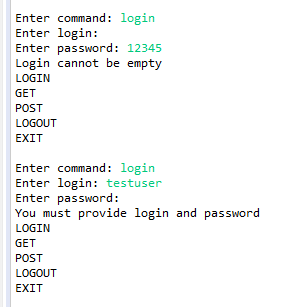 Enter command: login
Enter login:
Enter password: 12345
Login cannot be empty
LOGIN
GET
POST
LOGOUT
EXIT
Enter command: login
Enter login: testuser
Enter password:
You must provide login and password
LOGIN
GET
POST
LOGOUT
EXIT